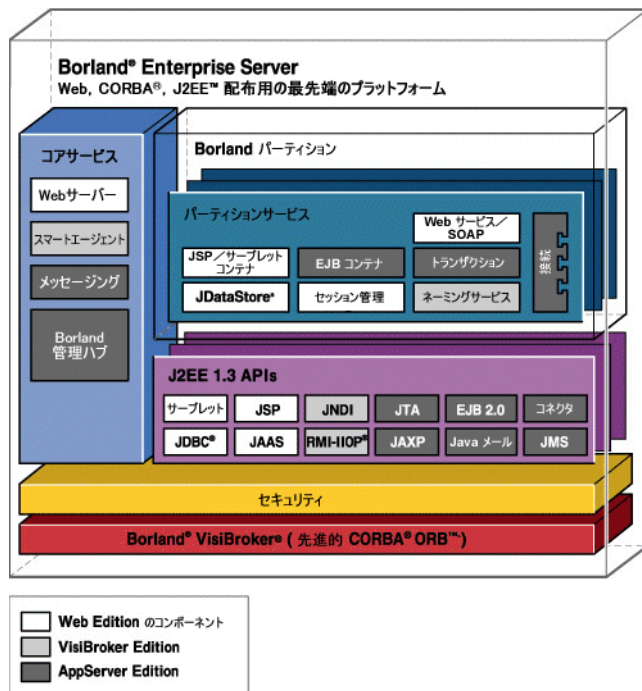 Borland® Enterprise Server
Web, CORBA®, J2EE™ 配布用の最先端のプラットフォーム
コアサービス
Webサーバー
スマートエージェント
メッセージング
Borland
管理ハブ
Borland パーティション
パーティションサービス
Web サービス／
SOAP
JSP／サーブレット
コンテナ
EJB コンテナ
トランザクション
JDataStore®
セッション管理
ネーミングサービス
接続
J2EE 1.3 APIs
サーブレット
JSP
JNDI
JTA
EJB 2.0
コネクタ
JDBC®
JAAS
RMI-IIOP®
JAXP
Java メール
JMS
セキュリティ
Borland® VisiBroker® ( 先進的 CORBA® ORB™)
Web Edition のコンポーネント
VisiBroker Edition
AppServer Edition